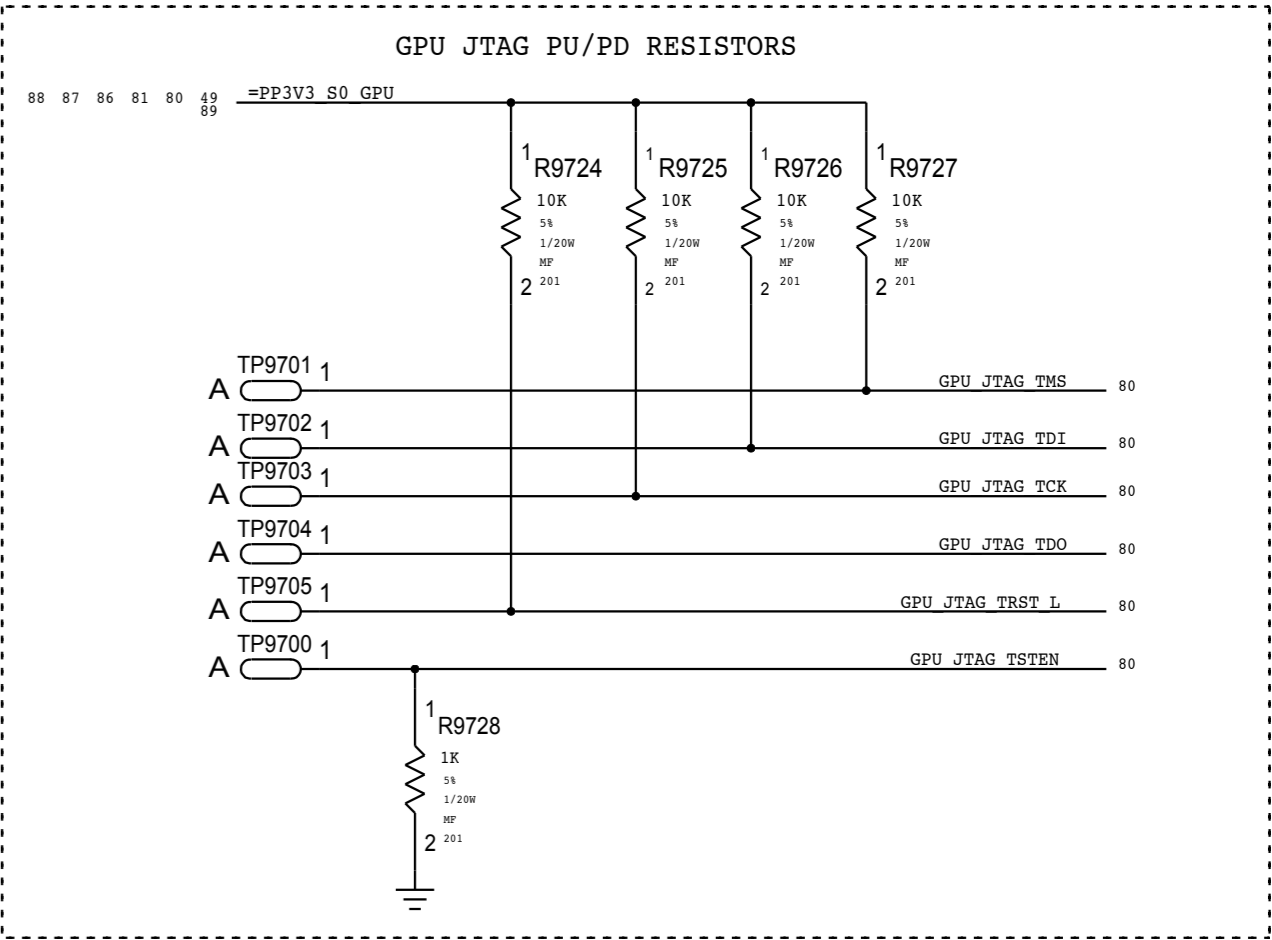 GPU JTAG PU/PD RESISTORS
88 87 86 81 80 49 =PP3V3_S0_GPU
89
1 1 1 1
R9724 R9725 R9726 R9727
10K 10K 10K 10K
5% 5% 5% 5%
1/20W 1/20W 1/20W 1/20W
MF MF MF MF
2 201 2 201 2 201 2 201
TP9701 1
A GPU_JTAG_TMS 80
TP9702 1
A GPU_JTAG_TDI 80
TP9703 1
A GPU_JTAG_TCK 80
TP9704 1
A GPU_JTAG_TDO 80
TP9705 1
A GPU_JTAG_TRST_L 80
TP9700 1
A GPU_JTAG_TSTEN 80
1
R9728
1K
5%
1/20W
MF
2 201